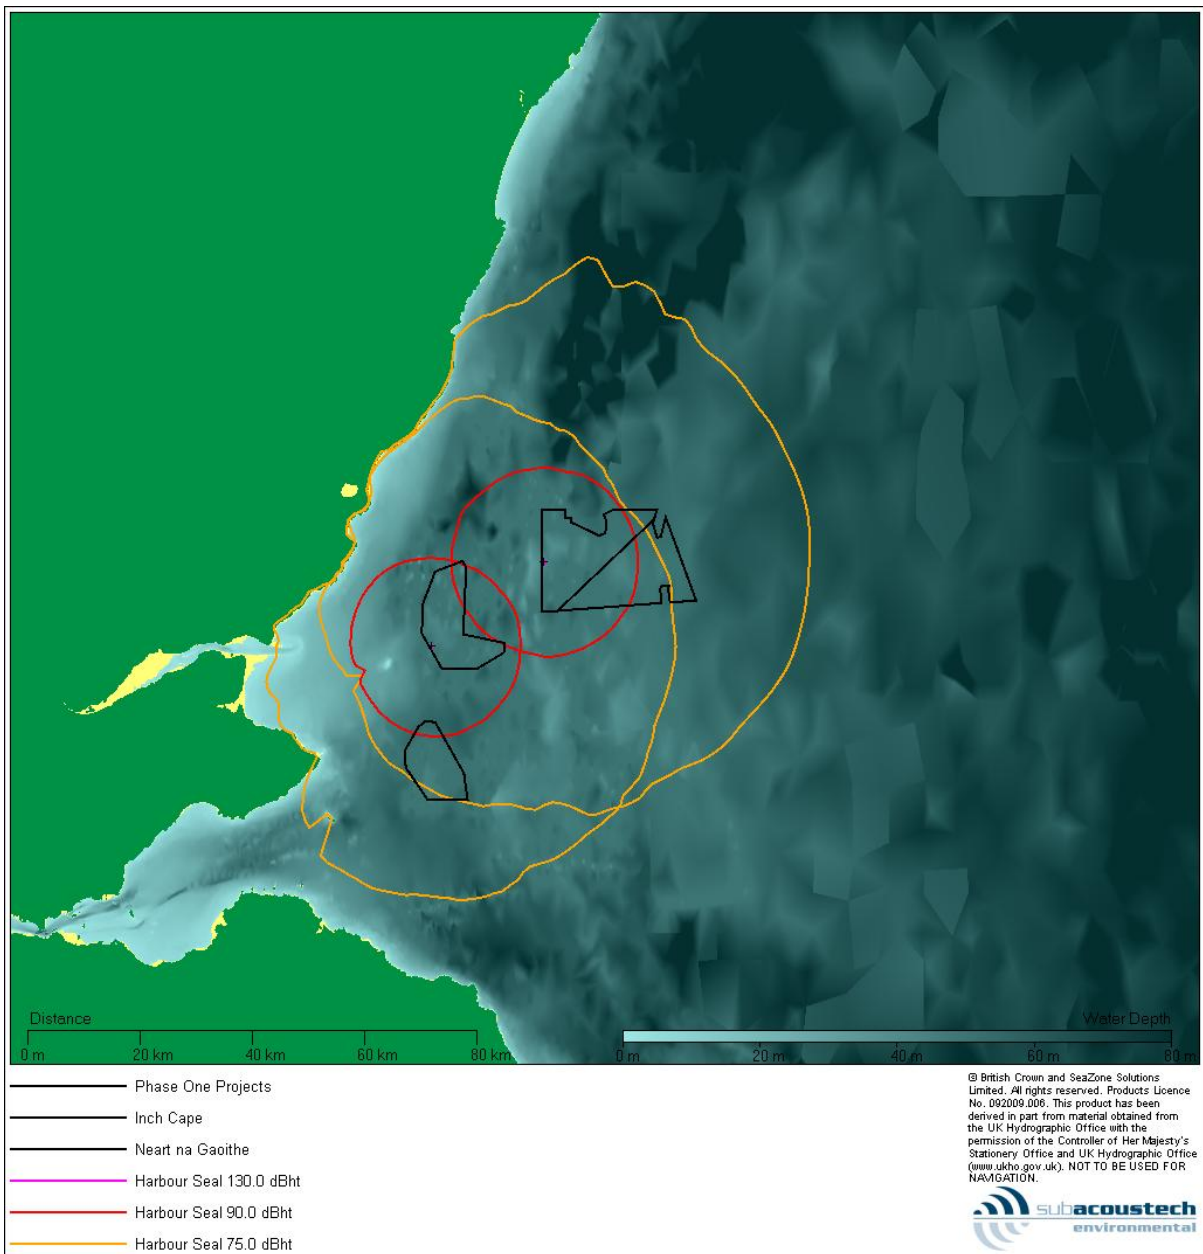 Distance
0 m 20 km 40 km 60 km 80 km
Water Depth
0 m 20 m 40 m 60 m 80 m
Phase One Projects
Inch Cape
Neart na Gaoithe
Harbour Seal 130.0 dBht
Harbour Seal 90.0 dBht
Harbour Seal 75.0 dBht
© British Crown and SeaZone Solutions
Limited. All rights reserved. Products Licence
No. 092009.006. This product has been
derived in part from material obtained from
the UK Hydrographic Office with the
permission of the Controller of Her Majesty's
Stationery Office and UK Hydrographic Office
(www.ukho.gov.uk). NOT TO BE USED FOR
NAVIGATION.
subacoustech
environmental